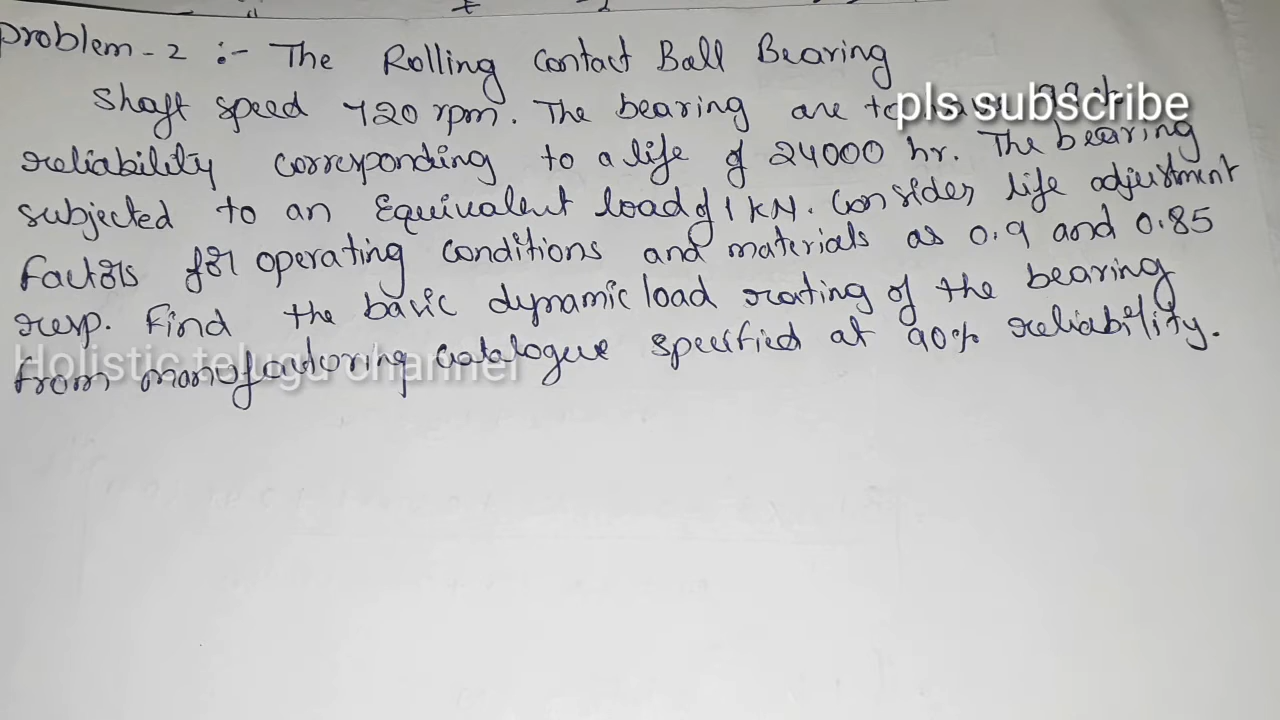 Problem-2 :- The Rolling Contact Ball Bearing
Shaft speed 720 rpm. The bearing are to
pls subscribe
reliability corresponding to a life of 24000 hr. The bearing
subjected to an Equivalent load of 1 KN. Consider life adjustment
Factors for operating conditions and materials as 0.9 and 0.85
resp. Find the basic dynamic load rating of the bearing
from manufacturing catalogue specified at 90% reliability.
Holistic telugu channel